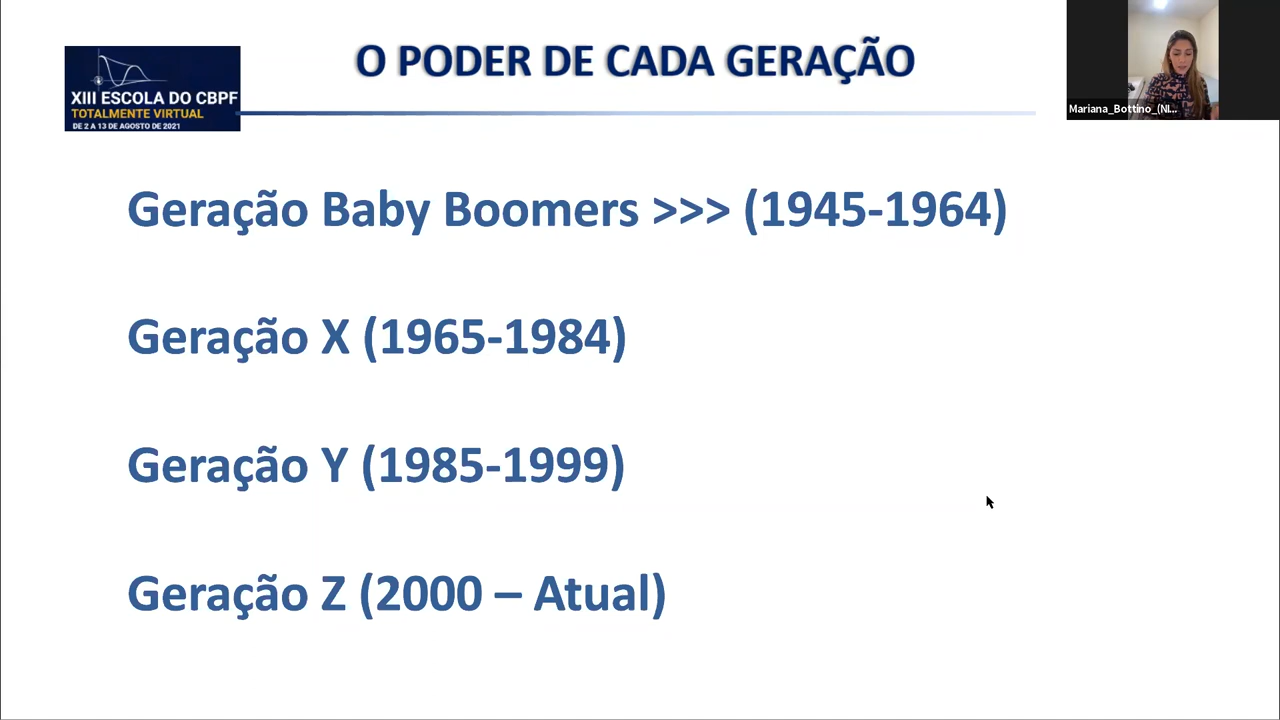 O PODER DE CADA GERAÇÃO
XIII ESCOLA DO CBPF
TOTALMENTE VIRTUAL
DE 2 A 13 DE AGOSTO DE 2021
Mariana_Bottino_(NI...
Geração Baby Boomers >>> (1945-1964)
Geração X (1965-1984)
Geração Y (1985-1999)
Geração Z (2000 – Atual)